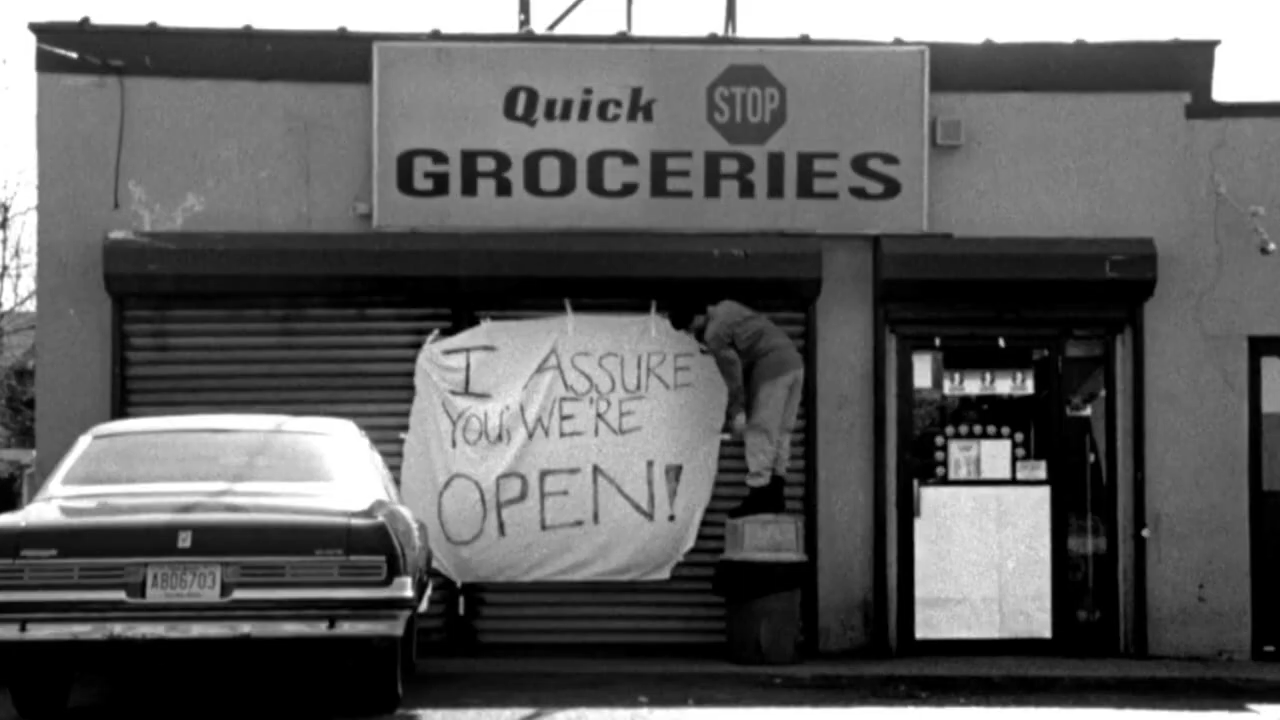 Quick STOP
GROCERIES
I ASSURE
YOU; WE'RE
OPEN!
AB06703